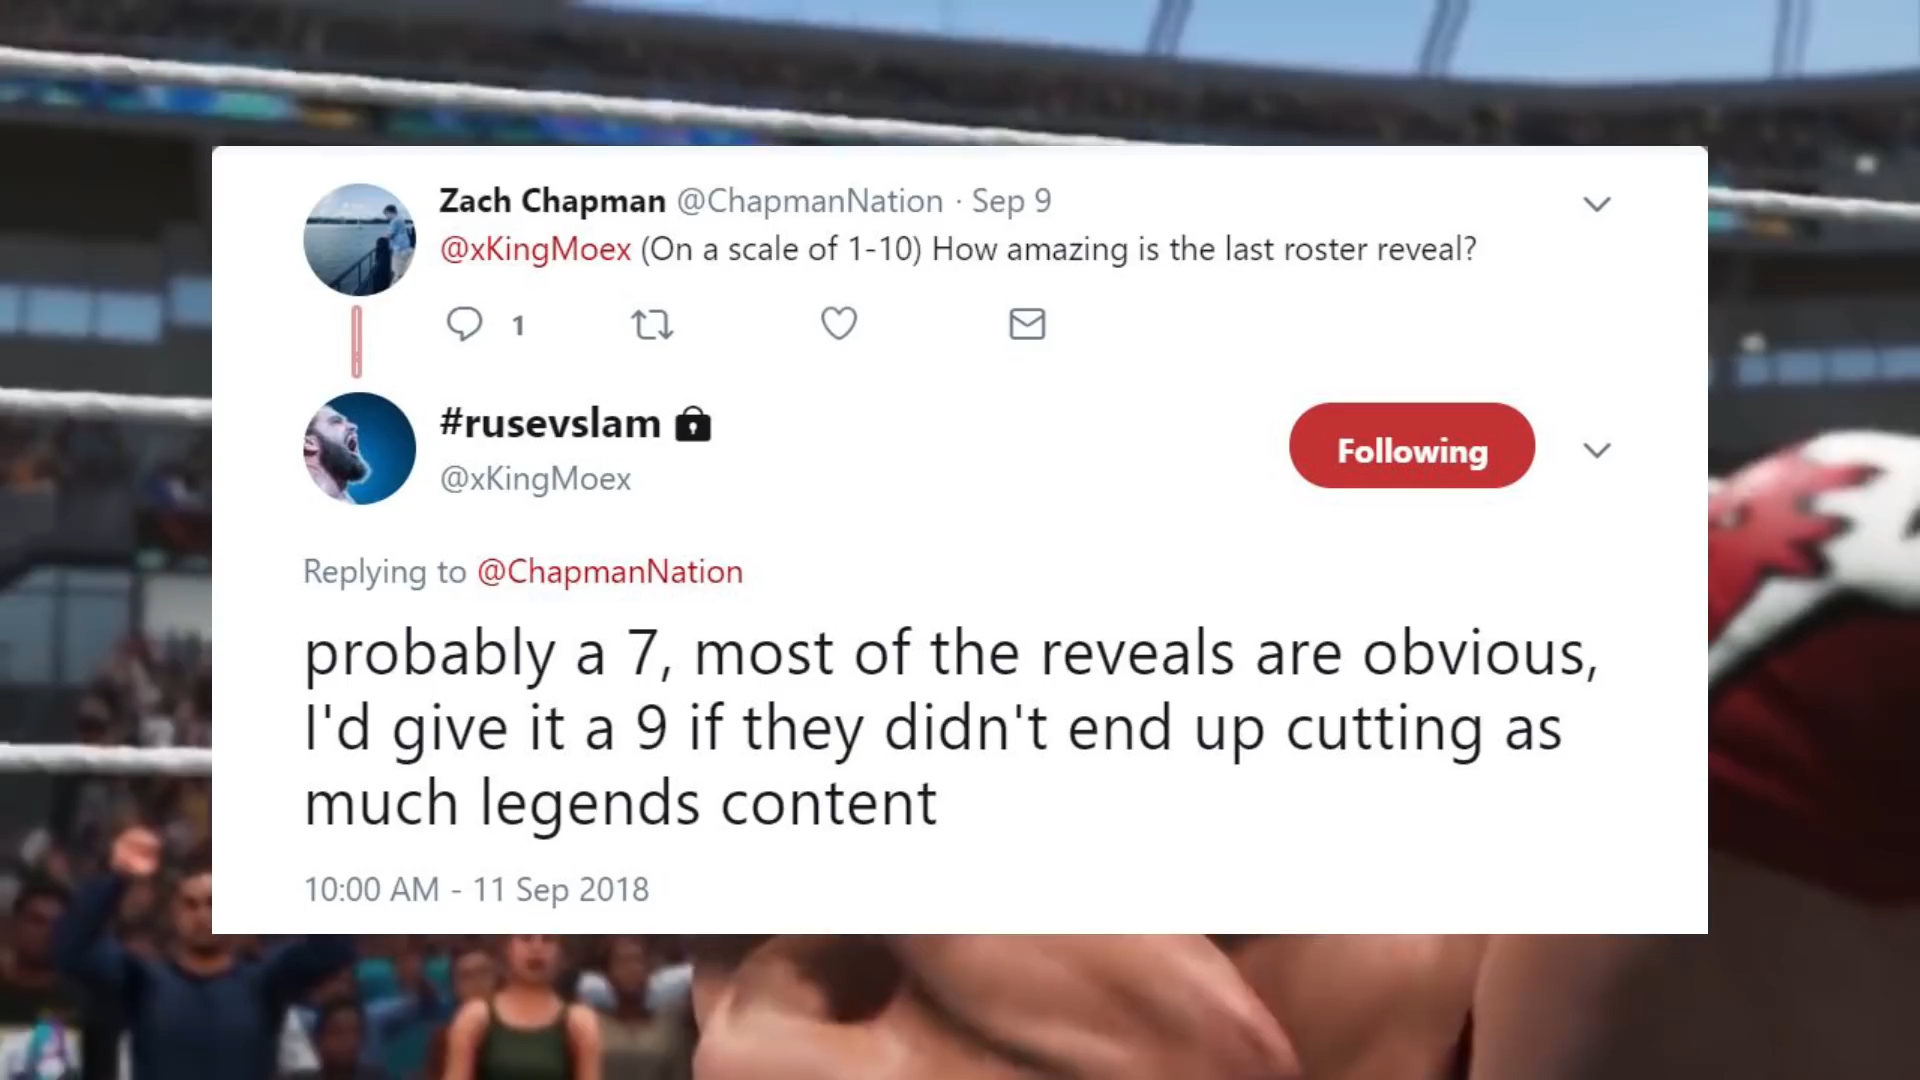 Zach Chapman @ChapmanNation · Sep 9
@xKingMoex (On a scale of 1-10) How amazing is the last roster reveal?
1
#rusevslam
@xKingMoex
Following
Replying to @ChapmanNation
probably a 7, most of the reveals are obvious,
I'd give it a 9 if they didn't end up cutting as
much legends content
10:00 AM - 11 Sep 2018